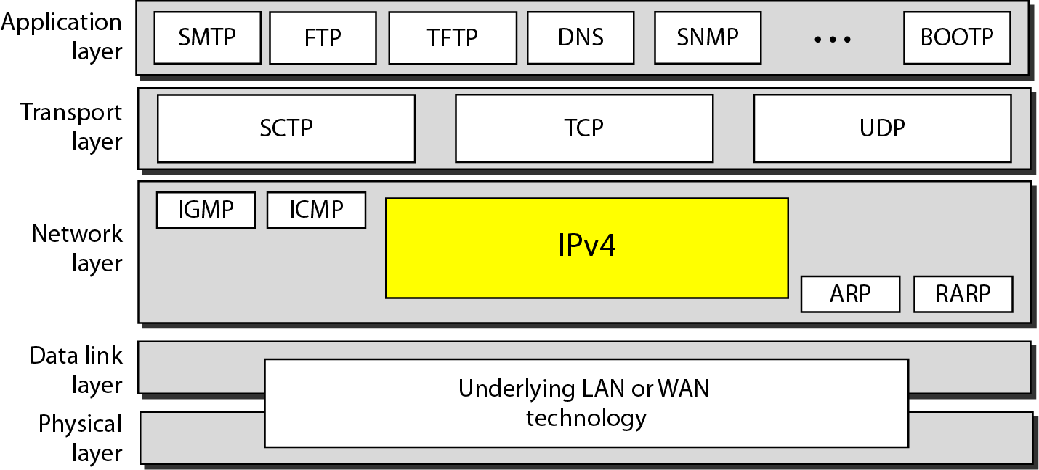 Application
layer
SMTP FTP TFTP DNS SNMP ••• BOOTP
Transport
layer
SCTP TCP UDP
Network
layer
IGMP ICMP
IPv4
ARP RARP
Data link
layer
Underlying LAN or WAN
technology
Physical
layer